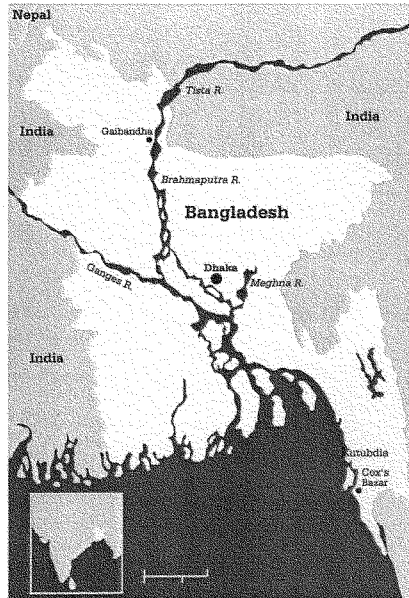 Nepal
Tista R.
India
Gaibandha
India
Brahmaputra R.
Bangladesh
Dhaka
Ganges R.
Meghna R.
India
Kutubdia
Cox's
Bazar